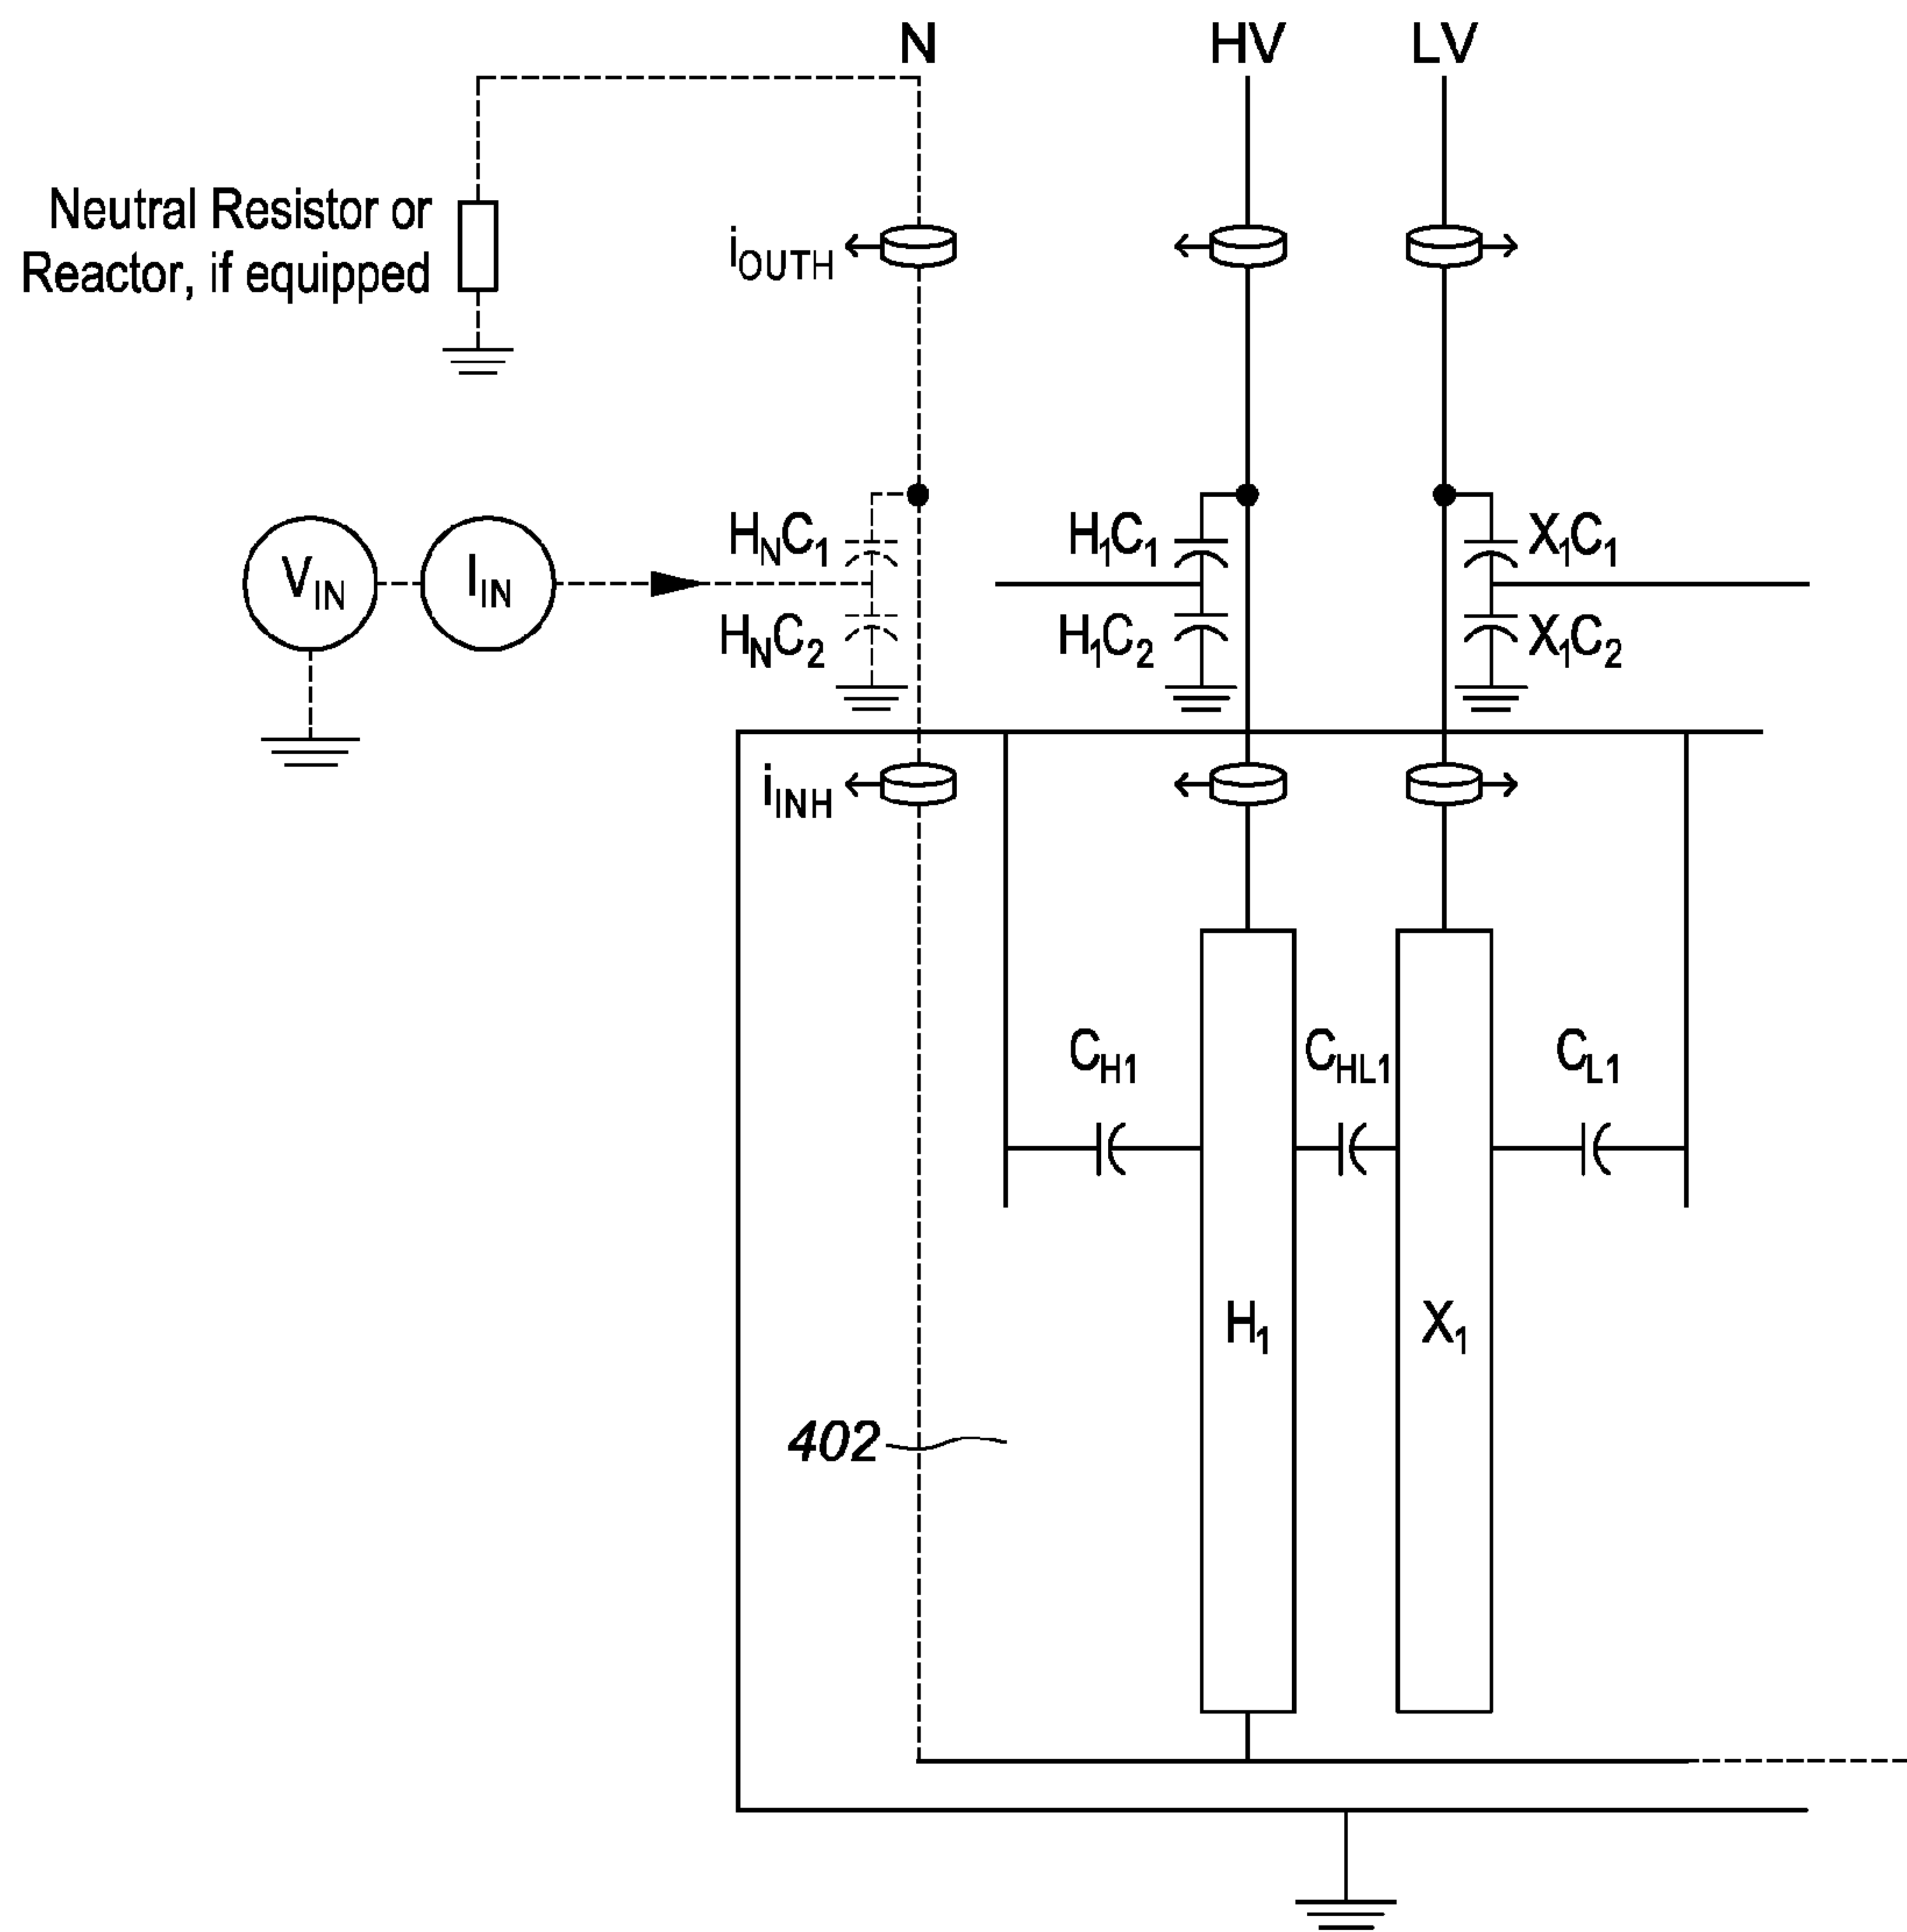 N HV LV
Neutral Resistor or
Reactor, if equipped
iOUTH
VIN IIN
HNC1 H1C1 X1C1
HNC2 H1C2 X1C2
iINH
CH1 CHL1 CL1
H1 X1
402